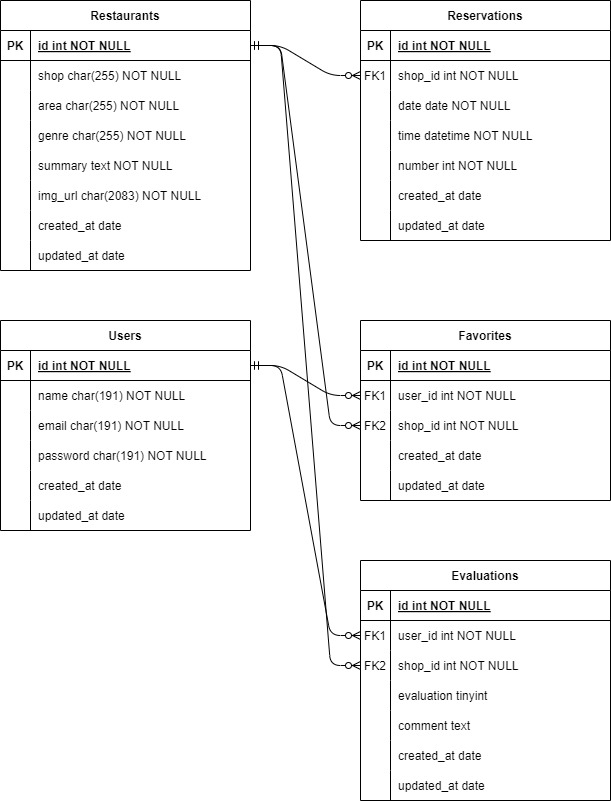 Restaurants
PK id int NOT NULL
shop char(255) NOT NULL
area char(255) NOT NULL
genre char(255) NOT NULL
summary text NOT NULL
img_url char(2083) NOT NULL
created_at date
updated_at date
Reservations
PK id int NOT NULL
FK1 shop_id int NOT NULL
date date NOT NULL
time datetime NOT NULL
number int NOT NULL
created_at date
updated_at date
Users
PK id int NOT NULL
name char(191) NOT NULL
email char(191) NOT NULL
password char(191) NOT NULL
created_at date
updated_at date
Favorites
PK id int NOT NULL
FK1 user_id int NOT NULL
FK2 shop_id int NOT NULL
created_at date
updated_at date
Evaluations
PK id int NOT NULL
FK1 user_id int NOT NULL
FK2 shop_id int NOT NULL
evaluation tinyint
comment text
created_at date
updated_at date